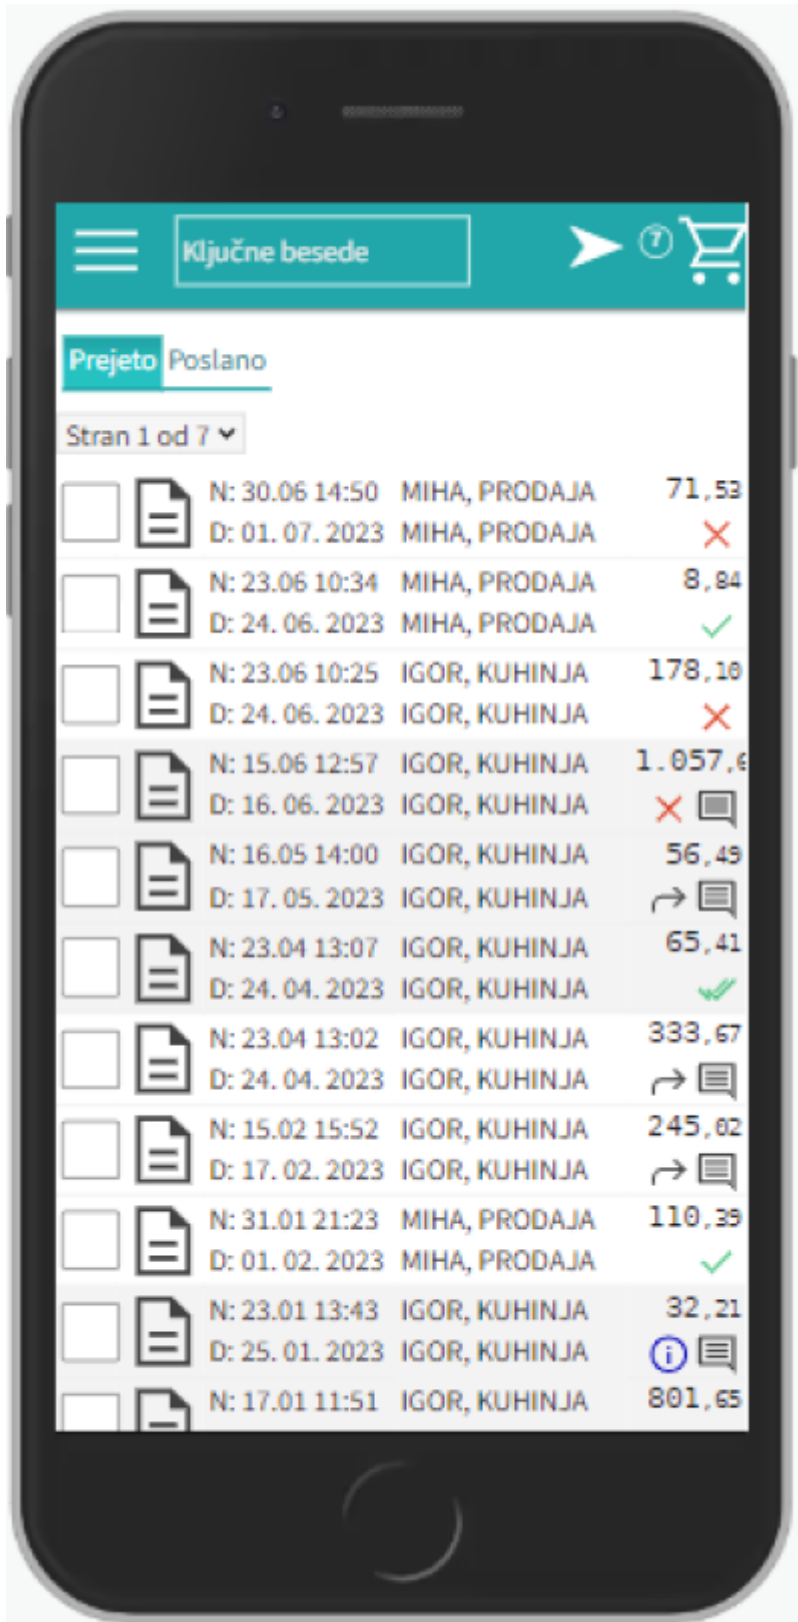 Ključne besede
7
Prejeto Poslano
Stran 1 od 7
N: 30.06 14:50 MIHA, PRODAJA 71,53
D: 01. 07. 2023 MIHA, PRODAJA
N: 23.06 10:34 MIHA, PRODAJA 8,84
D: 24. 06. 2023 MIHA, PRODAJA
N: 23.06 10:25 IGOR, KUHINJA 178,10
D: 24. 06. 2023 IGOR, KUHINJA
N: 15.06 12:57 IGOR, KUHINJA 1.057,
D: 16. 06. 2023 IGOR, KUHINJA
N: 16.05 14:00 IGOR, KUHINJA 56,49
D: 17. 05. 2023 IGOR, KUHINJA
N: 23.04 13:07 IGOR, KUHINJA 65,41
D: 24. 04. 2023 IGOR, KUHINJA
N: 23.04 13:02 IGOR, KUHINJA 333,67
D: 24. 04. 2023 IGOR, KUHINJA
N: 15.02 15:52 IGOR, KUHINJA 245,02
D: 17. 02. 2023 IGOR, KUHINJA
N: 31.01 21:23 MIHA, PRODAJA 110,39
D: 01. 02. 2023 MIHA, PRODAJA
N: 23.01 13:43 IGOR, KUHINJA 32,21
D: 25. 01. 2023 IGOR, KUHINJA
N: 17.01 11:51 IGOR, KUHINJA 801,65